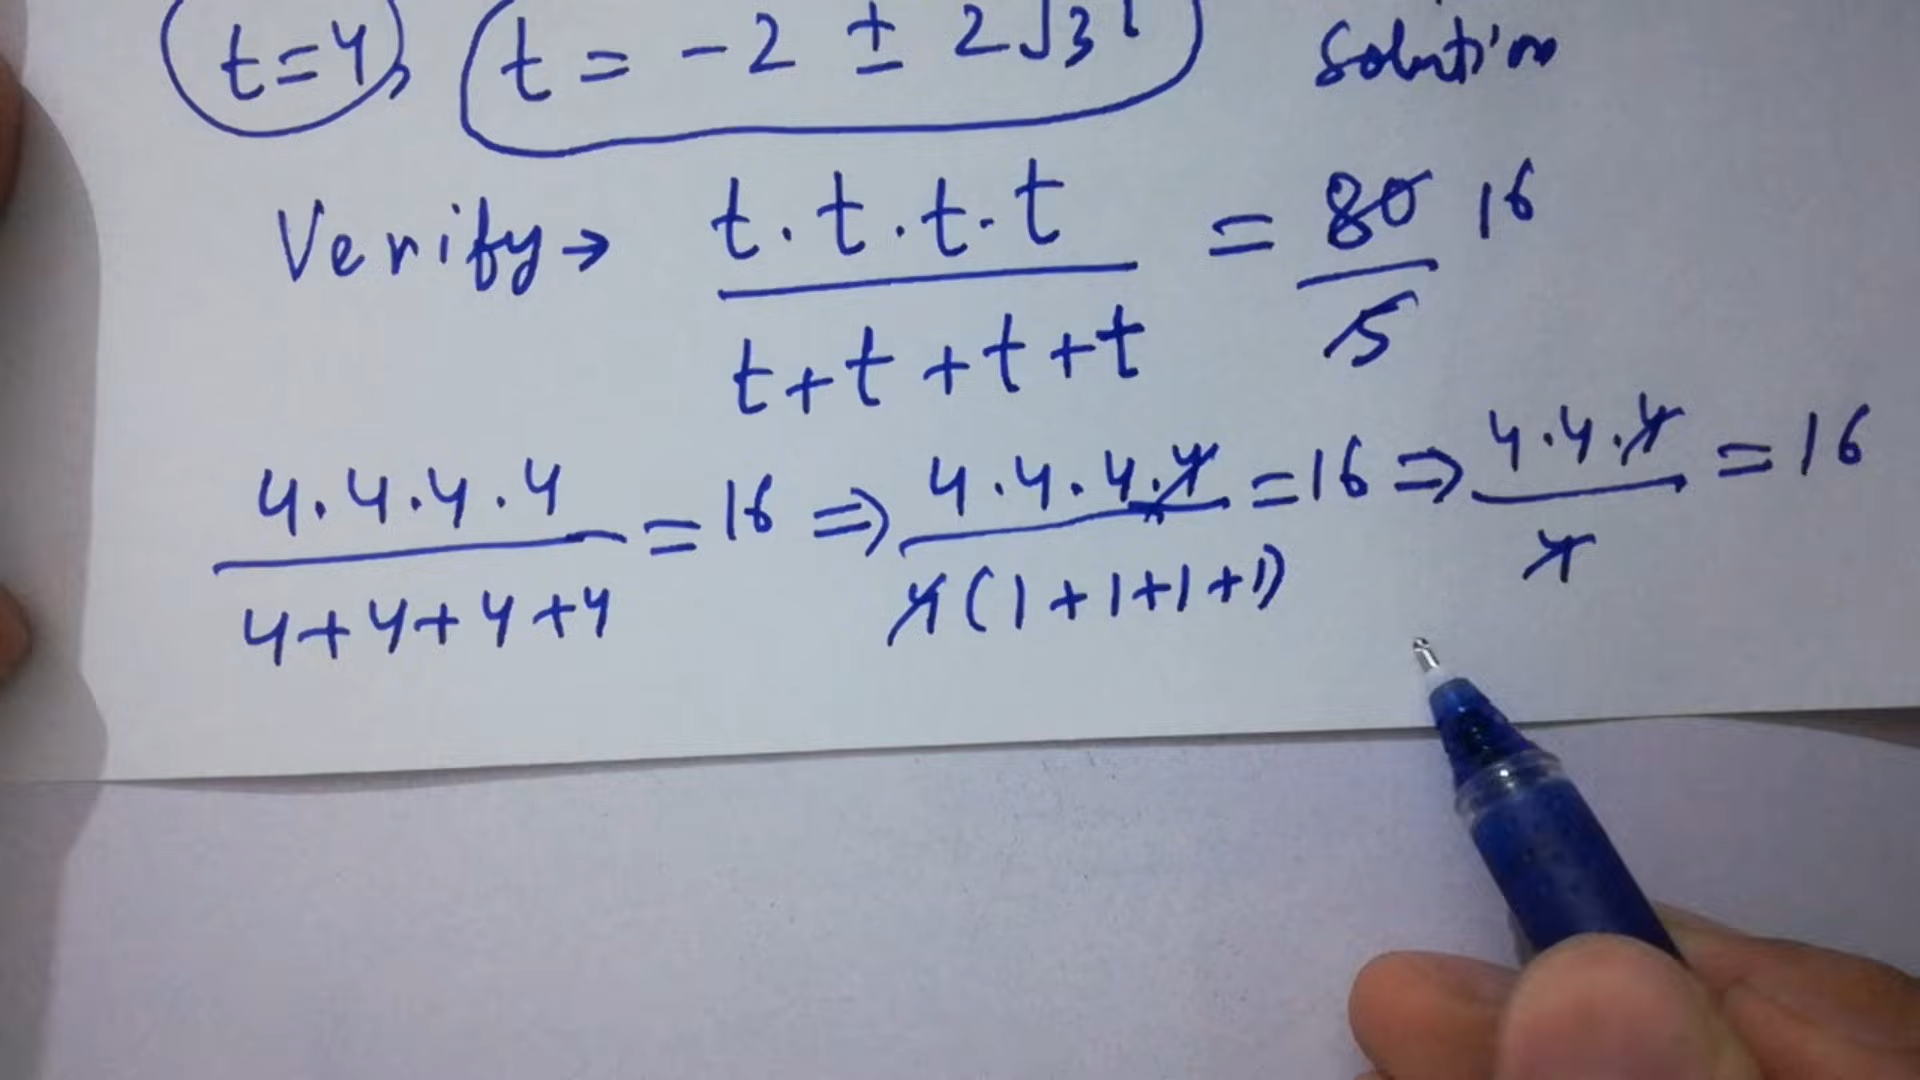 t=4, t = -2 ± 2√3i Solution
Verify → t.t.t.t / t+t+t+t = 80/5 16
4.4.4.4 / 4+4+4+4 = 16 ⇒ 4.4.4.4 / 4(1+1+1+1) = 16 ⇒ 4.4.4 / 4 = 16